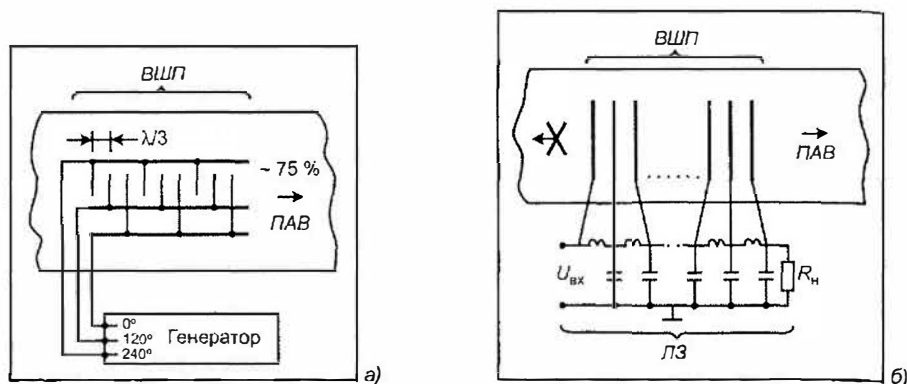 ВШП
λ/3
~ 75 %
ПАВ
0°
120°
240°
Генератор
а)
ВШП
ПАВ
Uвх
Rн
ЛЗ
б)